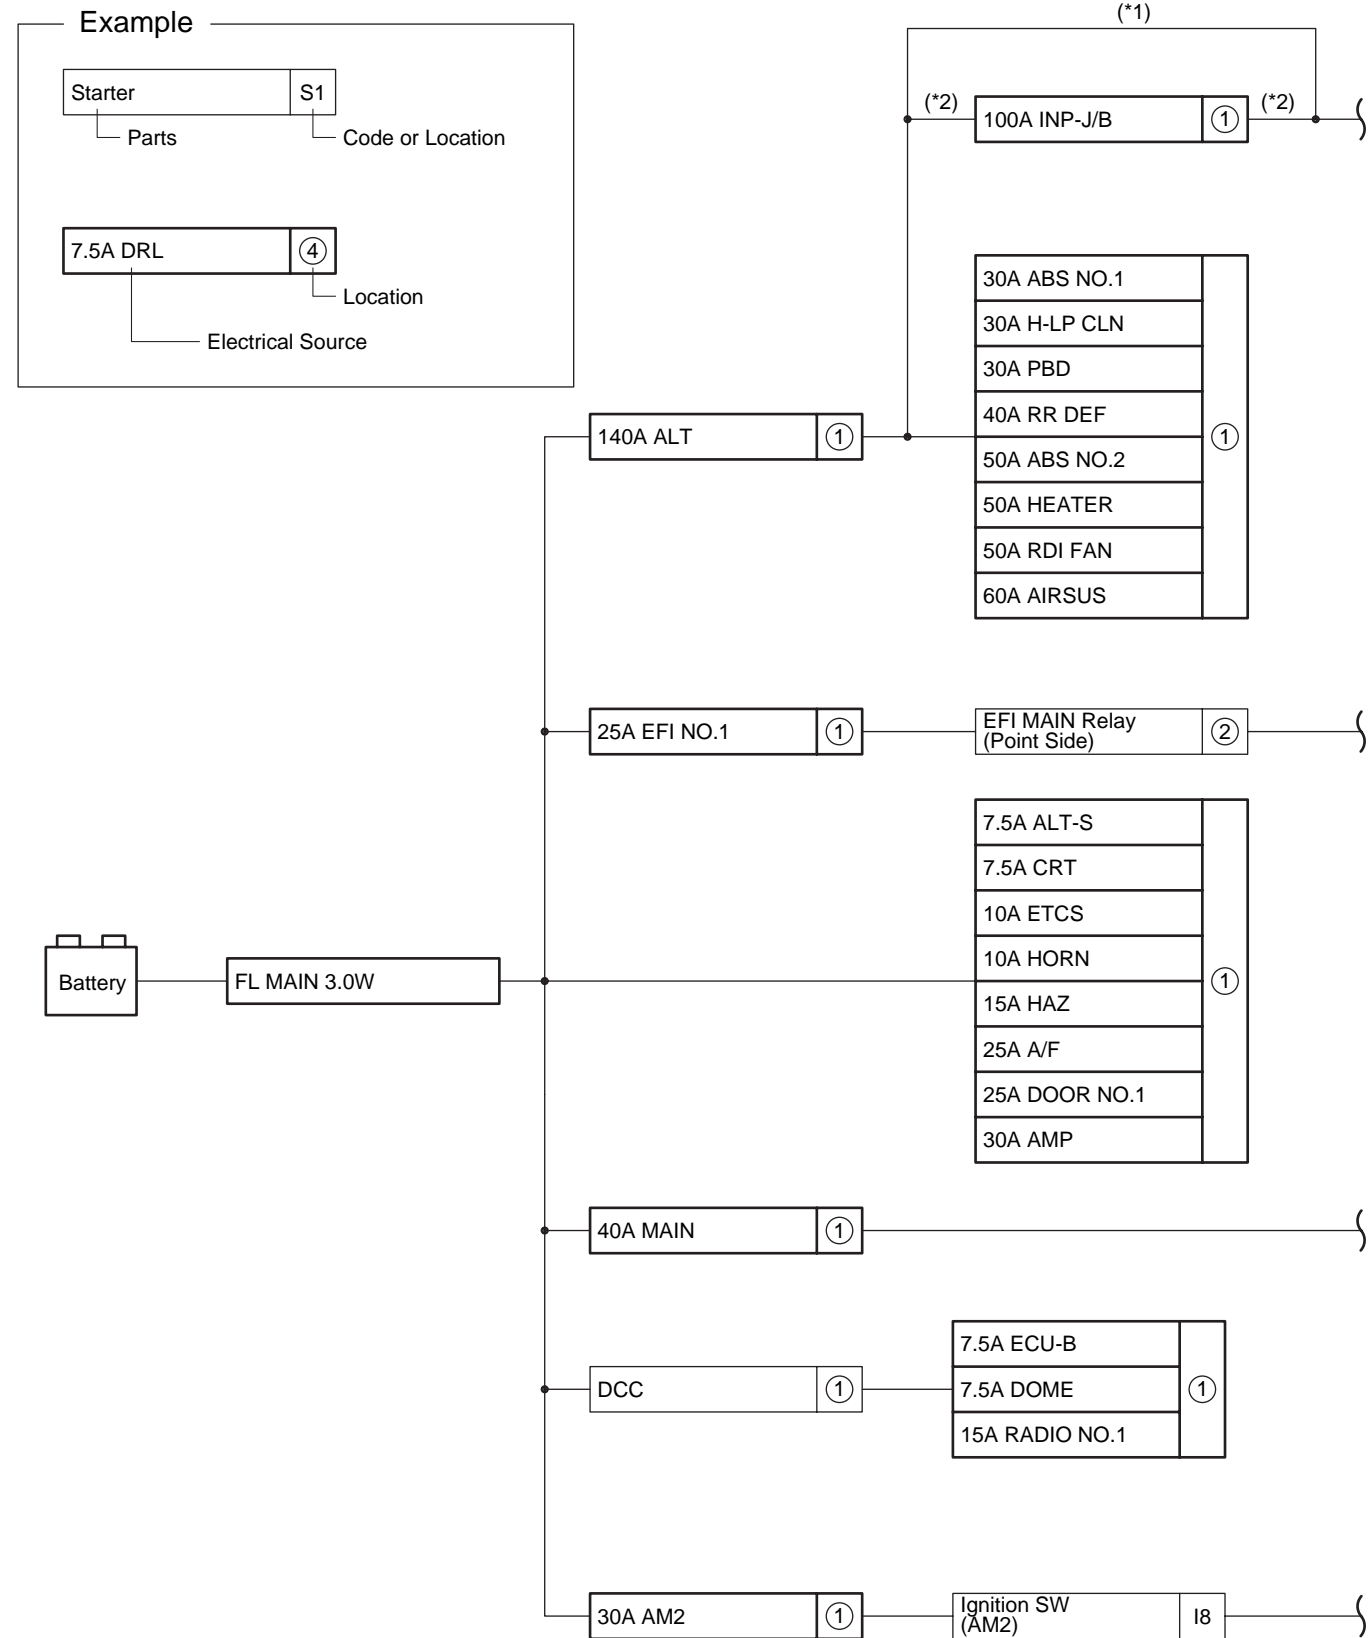 Example
Starter S1
Parts
Code or Location
7.5A DRL ④
Location
Electrical Source
(*1)
(*2) 100A INP-J/B ① (*2)
30A ABS NO.1
30A H-LP CLN
30A PBD
40A RR DEF
50A ABS NO.2
50A HEATER
50A RDI FAN
60A AIRSUS
①
140A ALT ①
25A EFI NO.1 ①
EFI MAIN Relay
(Point Side)
②
7.5A ALT-S
7.5A CRT
10A ETCS
10A HORN
15A HAZ
25A A/F
25A DOOR NO.1
30A AMP
①
Battery
FL MAIN 3.0W
40A MAIN ①
DCC ①
7.5A ECU-B
7.5A DOME
15A RADIO NO.1
①
30A AM2 ①
Ignition SW
(AM2)
I8